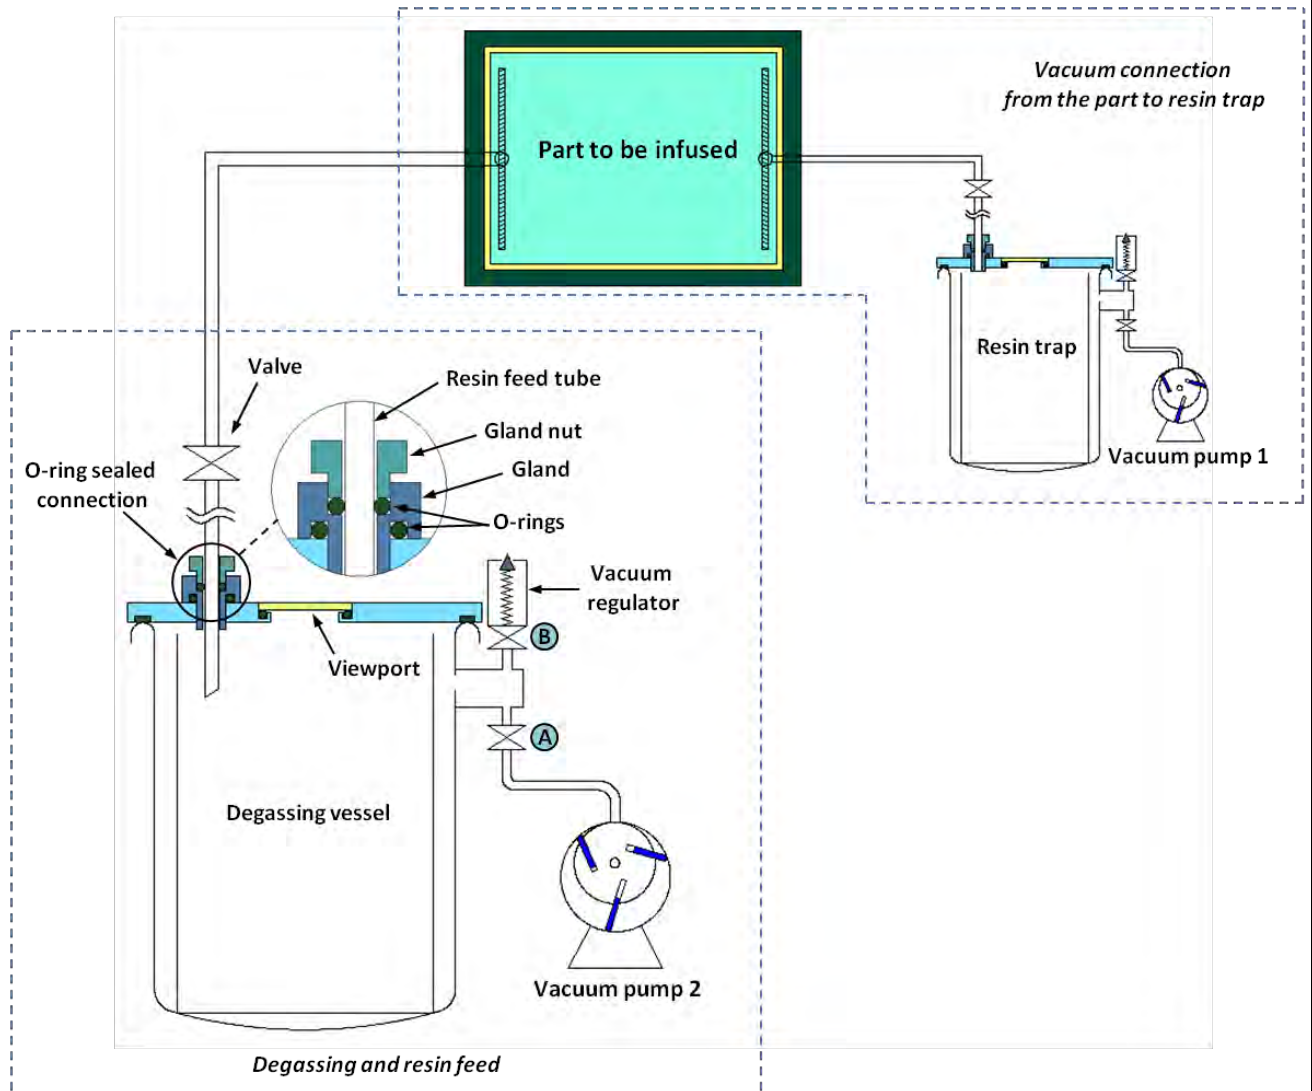 Vacuum connection
from the part to resin trap
Part to be infused
Resin trap
Vacuum pump 1
Valve
Resin feed tube
Gland nut
Gland
O-rings
O-ring sealed
connection
Vacuum
regulator
B
Viewport
A
Degassing vessel
Vacuum pump 2
Degassing and resin feed